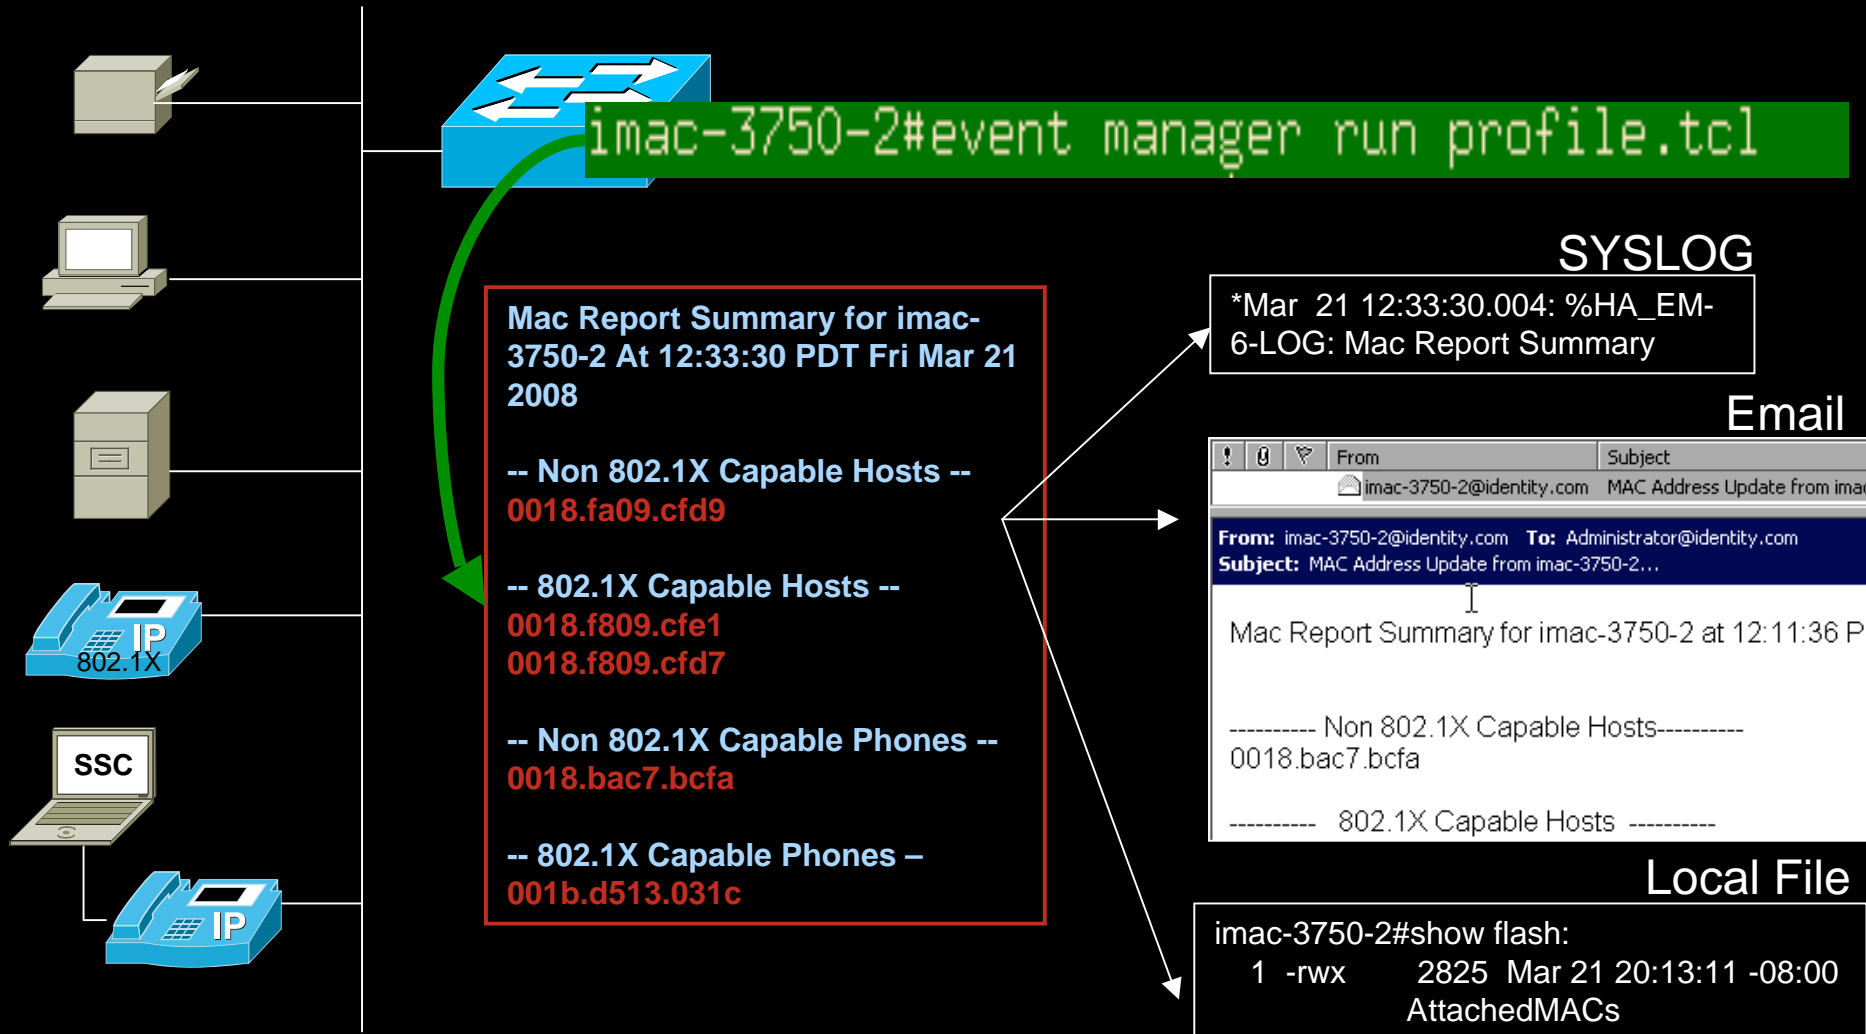 imac-3750-2#event manager run profile.tcl
SYSLOG
*Mar 21 12:33:30.004: %HA_EM-
6-LOG: Mac Report Summary
Mac Report Summary for imac-
3750-2 At 12:33:30 PDT Fri Mar 21
2008
-- Non 802.1X Capable Hosts --
0018.fa09.cfd9
-- 802.1X Capable Hosts --
0018.f809.cfe1
0018.f809.cfd7
-- Non 802.1X Capable Phones --
0018.bac7.bcfa
-- 802.1X Capable Phones –
001b.d513.031c
Email
From Subject
imac-3750-2@identity.com MAC Address Update from imac
From: imac-3750-2@identity.com To: Administrator@identity.com
Subject: MAC Address Update from imac-3750-2...
Mac Report Summary for imac-3750-2 at 12:11:36 P
---------- Non 802.1X Capable Hosts----------
0018.bac7.bcfa
---------- 802.1X Capable Hosts ----------
Local File
imac-3750-2#show flash:
1 -rwx 2825 Mar 21 20:13:11 -08:00
AttachedMACs
IP
802.1X
SSC
IP